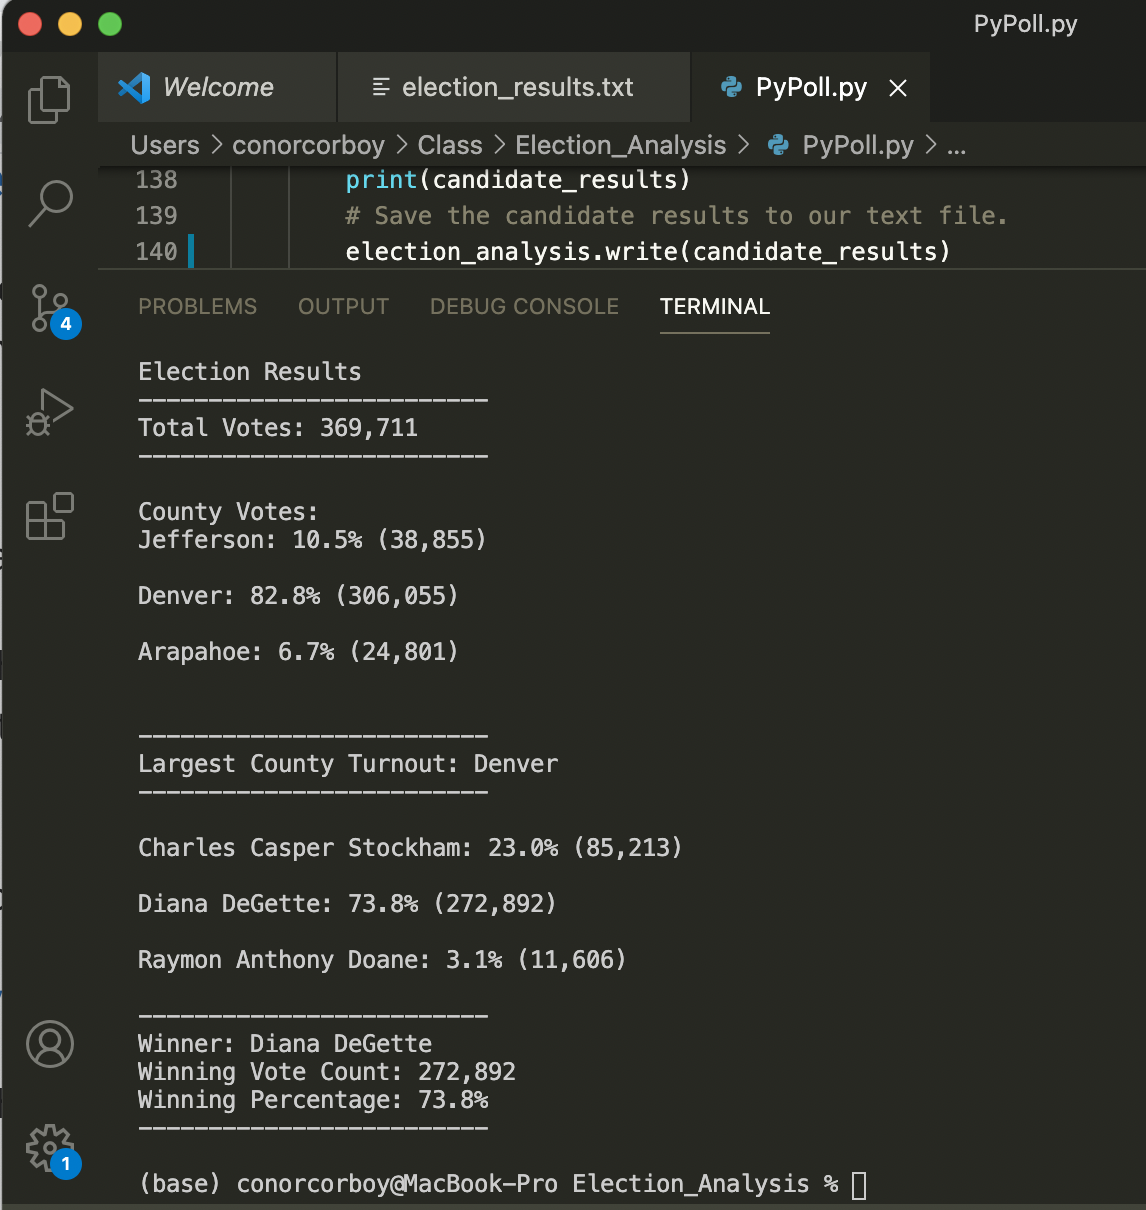 PyPoll.py
Welcome
election_results.txt
PyPoll.py
Users > conorcorboy > Class > Election_Analysis > PyPoll.py > ...
138 print(candidate_results)
139 # Save the candidate results to our text file.
140 election_analysis.write(candidate_results)
4
PROBLEMS OUTPUT DEBUG CONSOLE TERMINAL
Election Results
-------------------------
Total Votes: 369,711
-------------------------
County Votes:
Jefferson: 10.5% (38,855)
Denver: 82.8% (306,055)
Arapahoe: 6.7% (24,801)
-------------------------
Largest County Turnout: Denver
-------------------------
Charles Casper Stockham: 23.0% (85,213)
Diana DeGette: 73.8% (272,892)
Raymon Anthony Doane: 3.1% (11,606)
-------------------------
Winner: Diana DeGette
Winning Vote Count: 272,892
Winning Percentage: 73.8%
-------------------------
1
(base) conorcorboy@MacBook-Pro Election_Analysis %